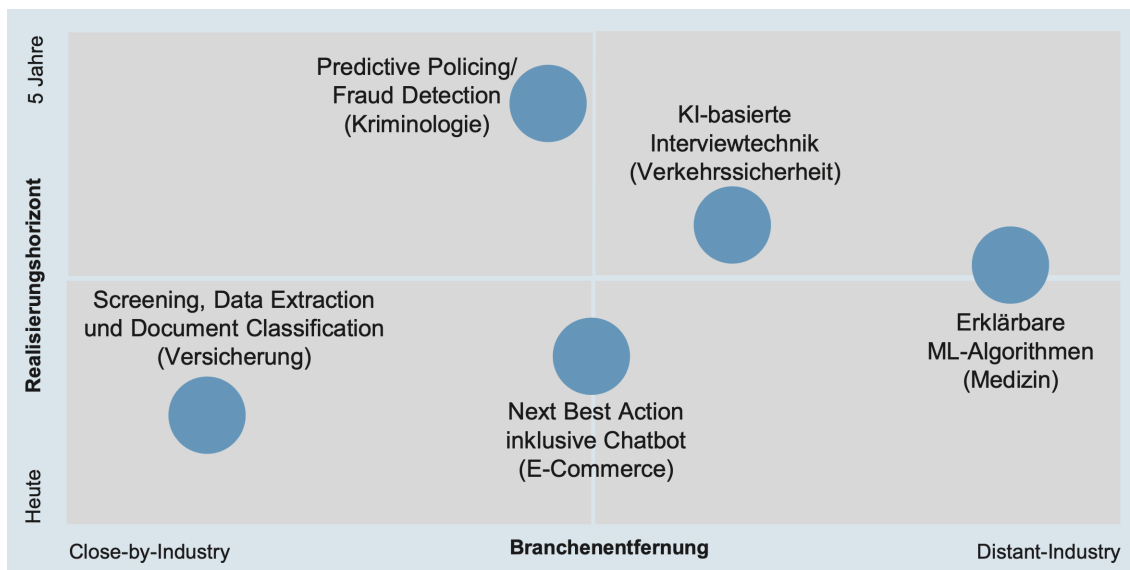 5 Jahre
Realisierungshorizont
Heute
Predictive Policing/
Fraud Detection
(Kriminologie)
KI-basierte
Interviewtechnik
(Verkehrssicherheit)
Screening, Data Extraction
und Document Classification
(Versicherung)
Next Best Action
inklusive Chatbot
(E-Commerce)
Erklärbare
ML-Algorithmen
(Medizin)
Close-by-Industry
Branchenentfernung
Distant-Industry